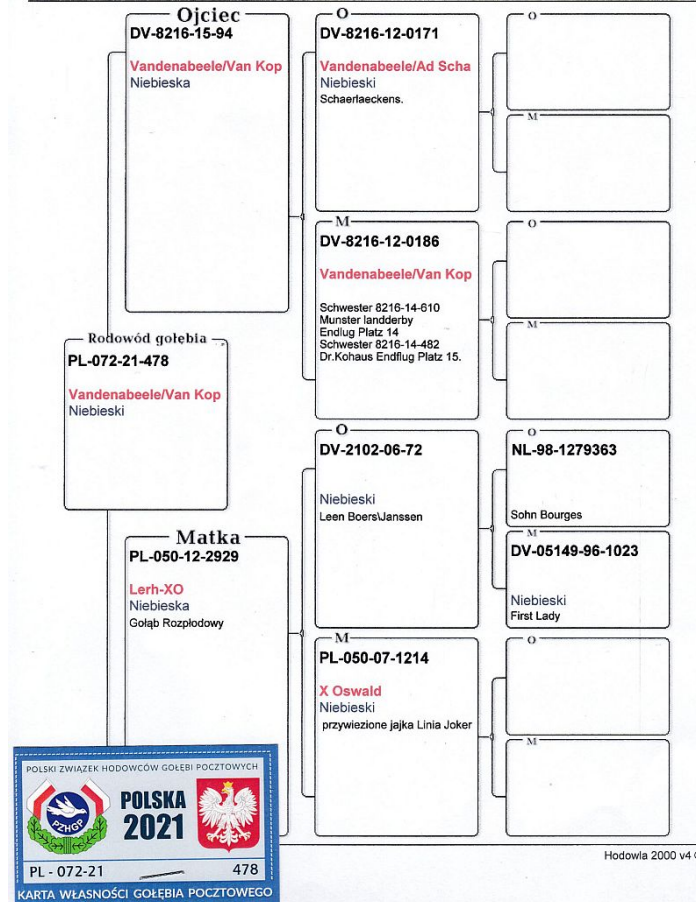 Ojciec
DV-8216-15-94
Vandenabeele/Van Kop
Niebieska
O
DV-8216-12-0171
Vandenabeele/Ad Scha
Niebieski
Schaerlaeckens.
O
M
M
DV-8216-12-0186
Vandenabeele/Van Kop
Schwester 8216-14-610
Munster landderby
Endlug Platz 14
Schwester 8216-14-482
Dr.Kohaus Endflug Platz 15.
O
M
Rodowód gołębia
PL-072-21-478
Vandenabeele/Van Kop
Niebieski
O
DV-2102-06-72
Niebieski
Leen Boers\Janssen
O
NL-98-1279363
Sohn Bourges
M
DV-05149-96-1023
Niebieski
First Lady
Matka
PL-050-12-2929
Lerh-XO
Niebieska
Gołąb Rozpłodowy
M
PL-050-07-1214
X Oswald
Niebieski
przywiezione jajka Linia Joker
O
M
POLSKI ZWIĄZEK HODOWCÓW GOŁĘBI POCZTOWYCH
PZHGP
POLSKA
2021
PL - 072-21 478
KARTA WŁASNOŚCI GOŁĘBIA POCZTOWEGO
Hodowla 2000 v4 ©